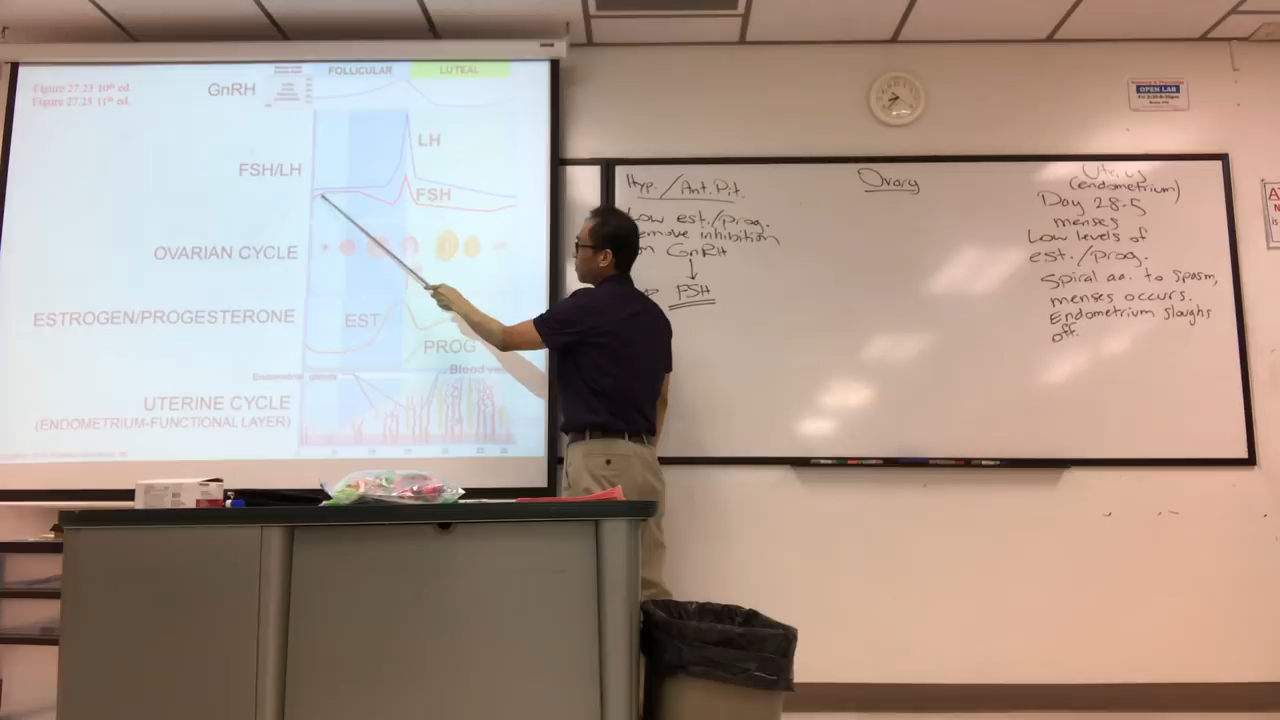 Figure 27.23 10th ed.
Figure 27.25 11th ed.
FOLLICULAR
LUTEAL
GnRH
LH
FSH/LH
FSH
OVARIAN CYCLE
ESTROGEN/PROGESTERONE
EST
PROG
Endometrial glands
Blood
UTERINE CYCLE
(ENDOMETRIUM-FUNCTIONAL LAYER)
Hyp./Ant.Pit.
Low est./prog.
remove inhibition
GnRH
↓
FSH
Ovary
Uterus
(endometrium)
Day 28-5
menses
Low levels of
est./prog.
Spiral aa. to spasm,
menses occurs.
Endometrium sloughs
off.
OPEN LAB